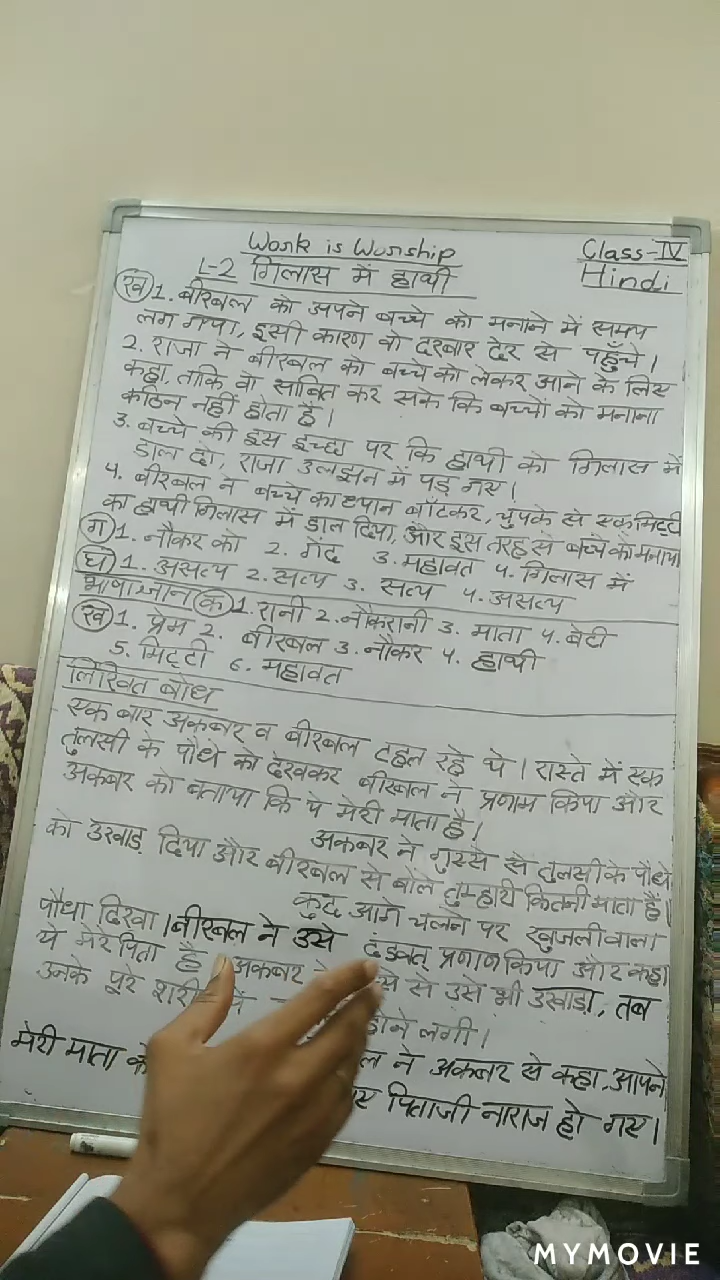 Work is Worship
Class-IV
L-2 गिलास में हाथी
Hindi
(ख) 1. बीरबल को अपने बच्चे को मनाने में समय
लग गया, इसी कारण वो दरबार देर से पहुँचे।
2. राजा ने बीरबल को बच्चे को लेकर आने के लिए
कहा, ताकि वो साबित कर सके कि बच्चों को मनाना
कठिन नहीं होता है।
3. बच्चे की इस इच्छा पर कि हाथी को गिलास में
डाल दो, राजा उलझन में पड़ गए।
4. बीरबल ने बच्चे का ध्यान बाँटकर, चुपके से एक मिट्टी
का हाथी गिलास में डाल दिया, और इस तरह से बच्चे को मनाया
(ग) 1. नौकर को 2. गेंद 3. महावत 4. गिलास में
(घ) 1. असत्य 2. सत्य 3. सत्य 4. असत्य
भाषा ज्ञान (क) 1. रानी 2. नौकरानी 3. माता 4. बेटी
(ख) 1. प्रेम 2. बीरबल 3. नौकर 4. हाथी
5. मिट्टी 6. महावत
लिखित बोध
एक बार अकबर व बीरबल टहल रहे थे। रास्ते में एक
तुलसी के पौधे को देखकर बीरबल ने प्रणाम किया और
अकबर को बताया कि ये मेरी माता है।
अकबर ने गुस्से से तुलसी के पौधे
को उखाड़ दिया और बीरबल से बोले तुम्हारी कितनी माता हैं।
कुछ आगे चलने पर खुजली वाला
पौधा दिखा। बीरबल ने उसे दंडवत् प्रणाण किया और कहा
ये मेरे पिता है। अकबर से उसे भी उखाड़ा, तब
उनके पूरे होने लगी।
मेरी माता ने अकबर से कहा, आपने
पिताजी नाराज हो गए।
MYMOVIE